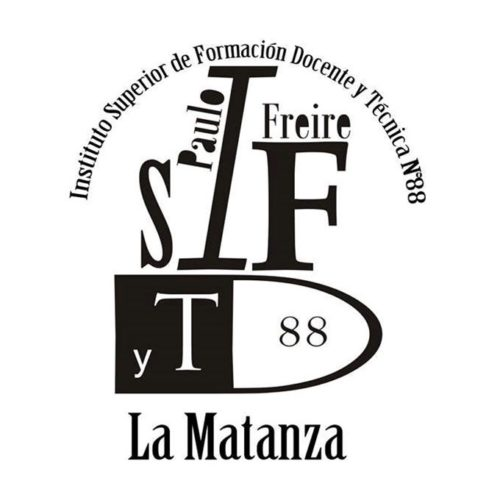 Instituto Superior de Formación Docente y Técnica Nº88
Paulo Freire
I
S F
y T D 88
La Matanza